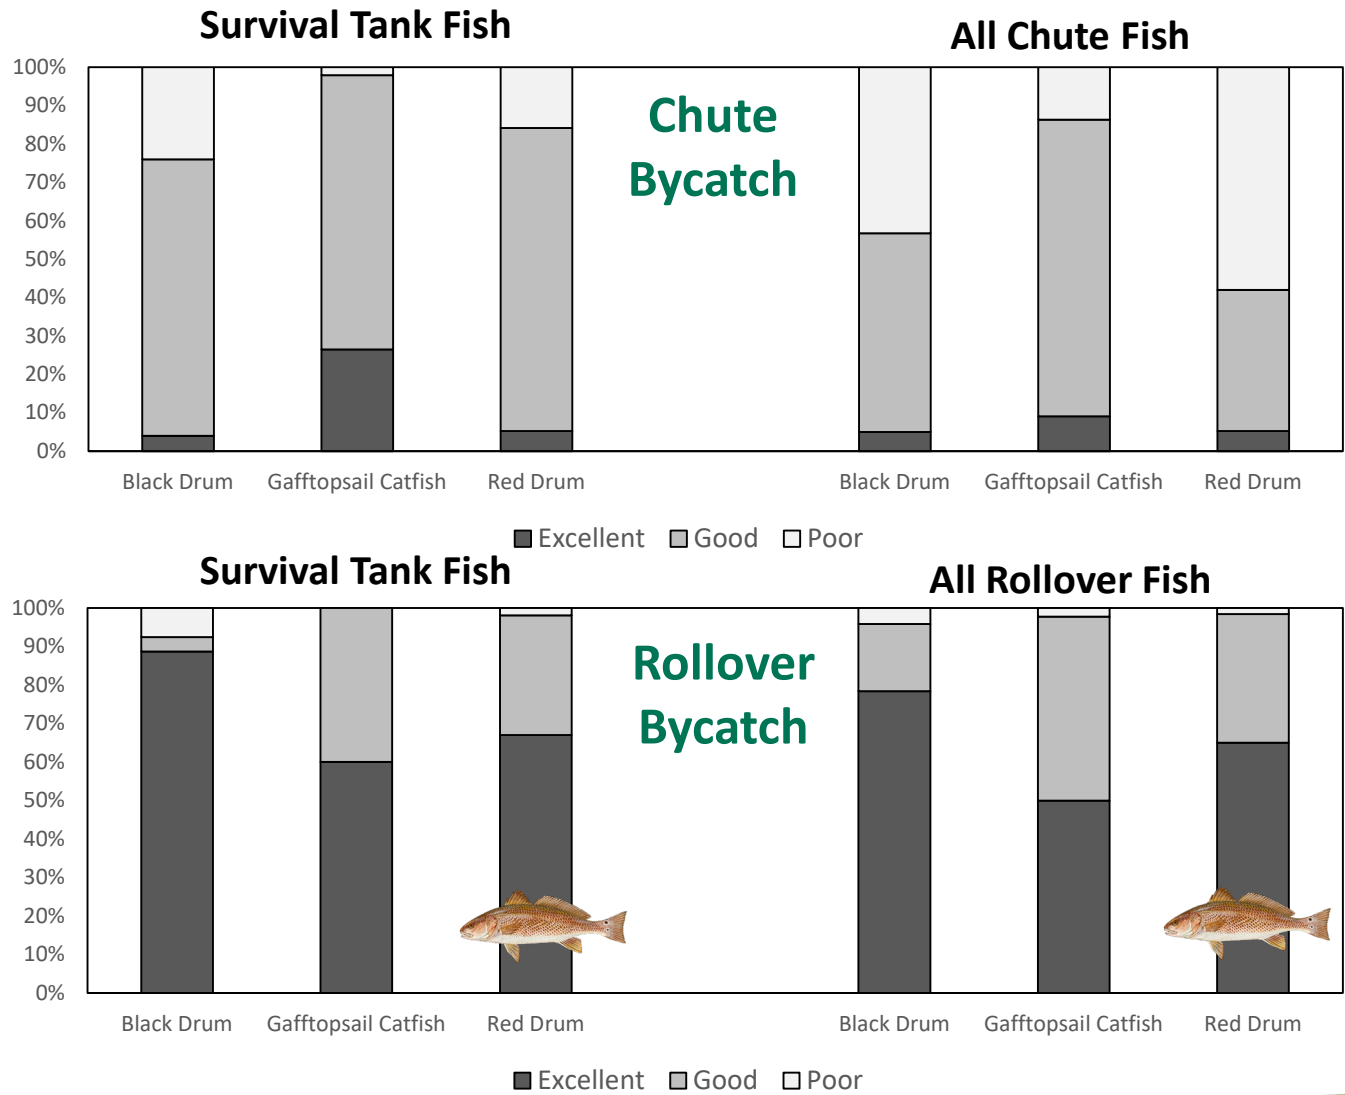 Survival Tank Fish
All Chute Fish
Chute
Bycatch
100%
90%
80%
70%
60%
50%
40%
30%
20%
10%
0%
Black Drum Gafftopsail Catfish Red Drum Black Drum Gafftopsail Catfish Red Drum
Excellent Good Poor
Survival Tank Fish
All Rollover Fish
Rollover
Bycatch
100%
90%
80%
70%
60%
50%
40%
30%
20%
10%
0%
Black Drum Gafftopsail Catfish Red Drum Black Drum Gafftopsail Catfish Red Drum
Excellent Good Poor